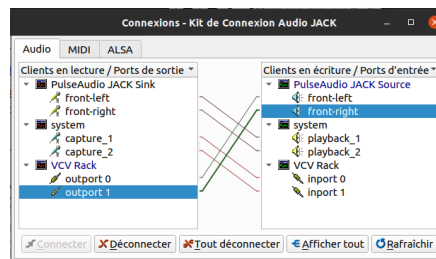 Connexions - Kit de Connexion Audio JACK
Audio MIDI ALSA
Clients en lecture / Ports de sortie
PulseAudio JACK Sink
front-left
front-right
system
capture_1
capture_2
VCV Rack
outport 0
outport 1
Clients en écriture / Ports d'entrée
PulseAudio JACK Source
front-left
front-right
system
playback_1
playback_2
VCV Rack
inport 0
inport 1
Connecter Déconnecter Tout déconnecter Afficher tout Rafraîchir